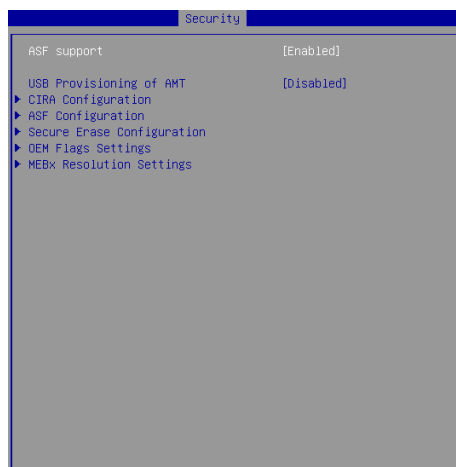 Security
ASF support [Enabled]
USB Provisioning of AMT [Disabled]
CIRA Configuration
ASF Configuration
Secure Erase Configuration
OEM Flags Settings
MEBx Resolution Settings